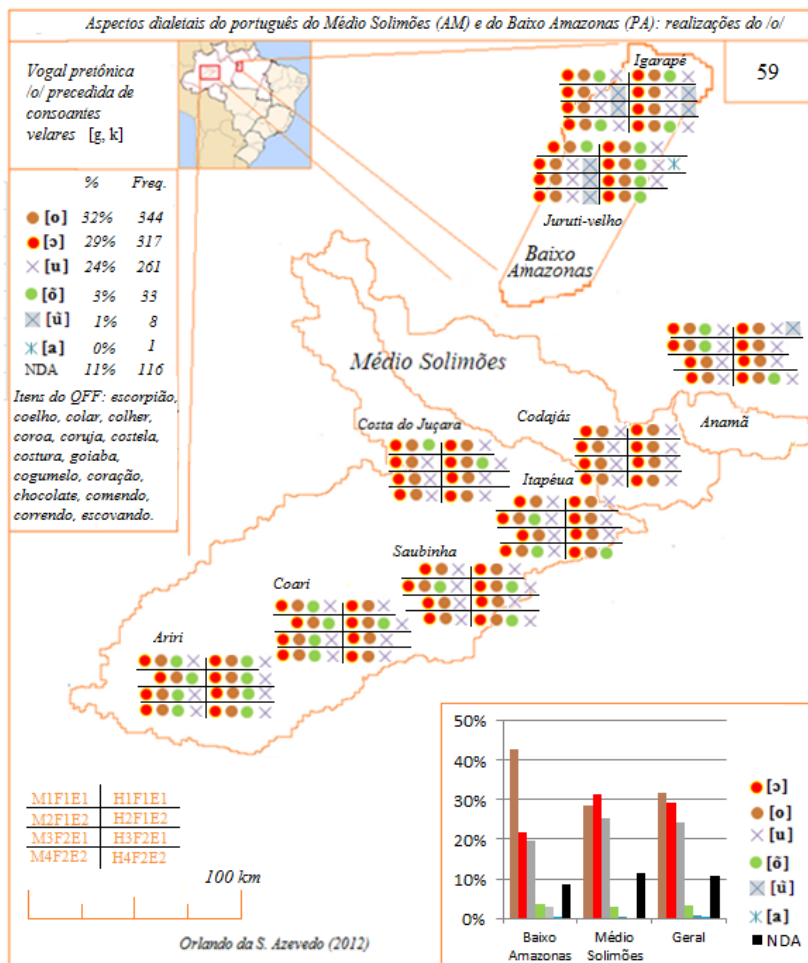 Aspectos dialetais do português do Médio Solimões (AM) e do Baixo Amazonas (PA): realizações do /o/
59
Vogal pretônica
/o/ precedida de
consoantes
velares [g, k]
% Freq.
[o] 32% 344
[ɔ] 29% 317
[u] 24% 261
[õ] 3% 33
[ũ] 1% 8
[a] 0% 1
NDA 11% 116
Itens do QFF: escorpião,
coelho, colar, colher,
coroa, coruja, costela,
costura, goiaba,
cogumelo, coração,
chocolate, comendo,
correndo, escovando.
Igarapé
Juruti-velho
Baixo
Amazonas
Médio Solimões
Anamã
Codajás
Costa do Juçara
Itapéua
Saubinha
Coari
Ariri
M1F1E1 H1F1E1
M2F1E2 H2F1E2
M3F2E1 H3F2E1
M4F2E2 H4F2E2
100 km
Orlando da S. Azevedo (2012)
50%
40%
30%
20%
10%
0%
Baixo
Amazonas
Médio
Solimões
Geral
[ɔ]
[o]
[u]
[õ]
[ũ]
[a]
NDA